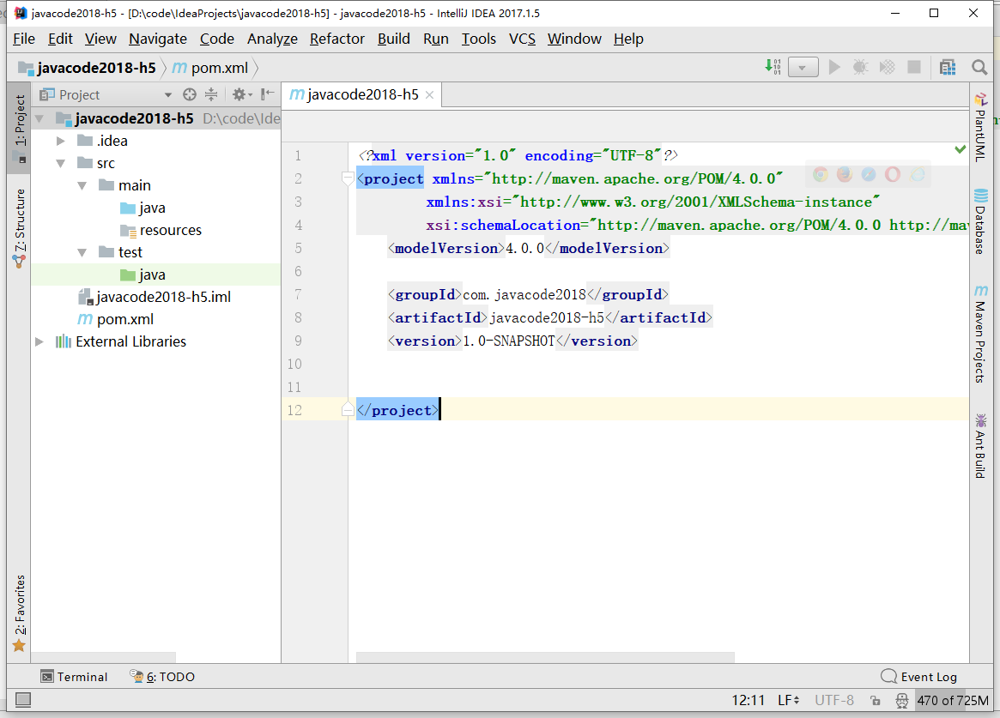 javacode2018-h5 - [D:\code\IdeaProjects\javacode2018-h5] - javacode2018-h5 - IntelliJ IDEA 2017.1.5
File Edit View Navigate Code Analyze Refactor Build Run Tools VCS Window Help
javacode2018-h5 pom.xml
Project
javacode2018-h5
1: Project
javacode2018-h5 D:\code\Ide
.idea
src
main
java
resources
test
java
javacode2018-h5.iml
pom.xml
External Libraries
Z: Structure
2: Favorites
1 <?xml version="1.0" encoding="UTF-8"?>
2 <project xmlns="http://maven.apache.org/POM/4.0.0"
3 xmlns:xsi="http://www.w3.org/2001/XMLSchema-instance"
4 xsi:schemaLocation="http://maven.apache.org/POM/4.0.0 http://ma
5 <modelVersion>4.0.0</modelVersion>
6
7 <groupId>com.javacode2018</groupId>
8 <artifactId>javacode2018-h5</artifactId>
9 <version>1.0-SNAPSHOT</version>
10
11
12 </project>
PlantUML
Database
Maven Projects
Ant Build
Terminal 6: TODO Event Log
12:11 LF UTF-8 470 of 725M